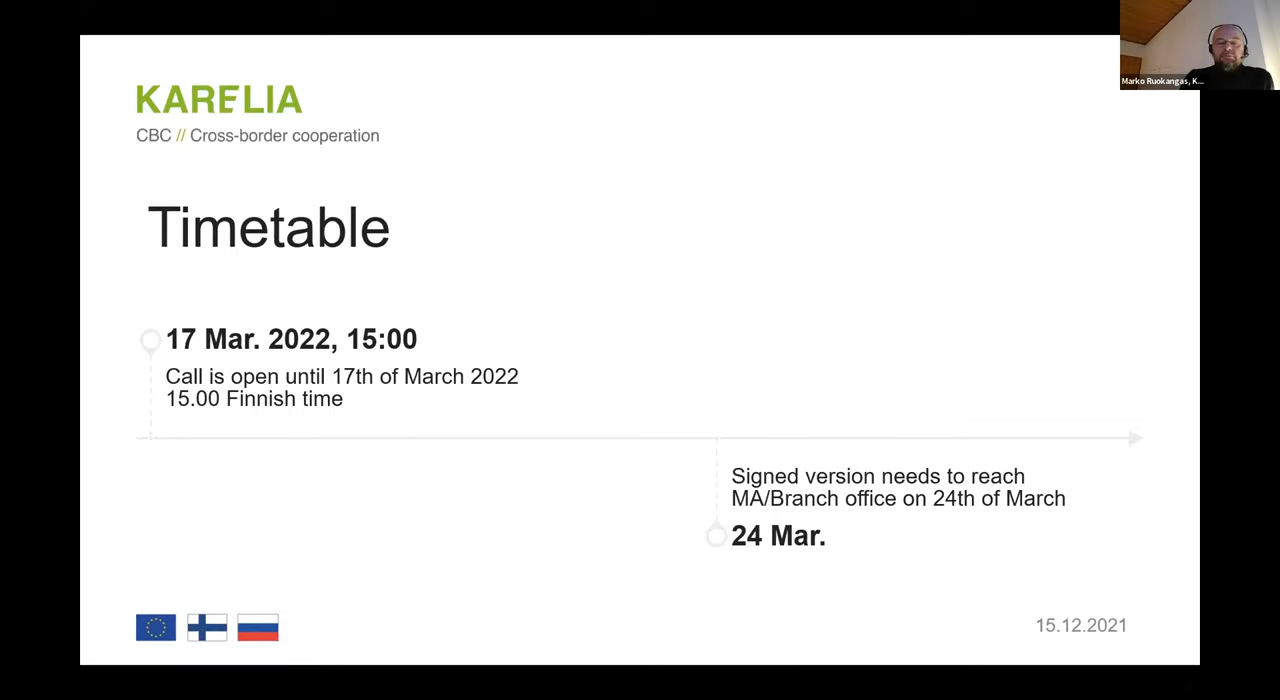 Marko Ruokangas, K...
KARELIA
CBC // Cross-border cooperation
Timetable
17 Mar. 2022, 15:00
Call is open until 17th of March 2022
15.00 Finnish time
Signed version needs to reach
MA/Branch office on 24th of March
24 Mar.
15.12.2021